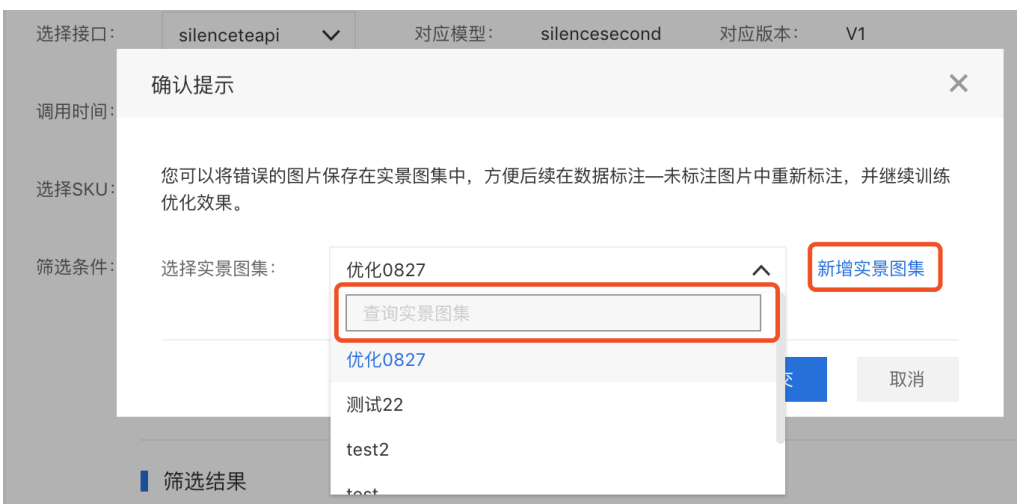 选择接口： silenceteapi 对应模型： silencesecond 对应版本： V1
确认提示
调用时间：
您可以将错误的图片保存在实景图集中，方便后续在数据标注—未标注图片中重新标注，并继续训练
优化效果。
选择SKU：
筛选条件：
选择实景图集： 优化0827 新增实景图集
查询实景图集
优化0827
取消
测试22
test2
筛选结果
test